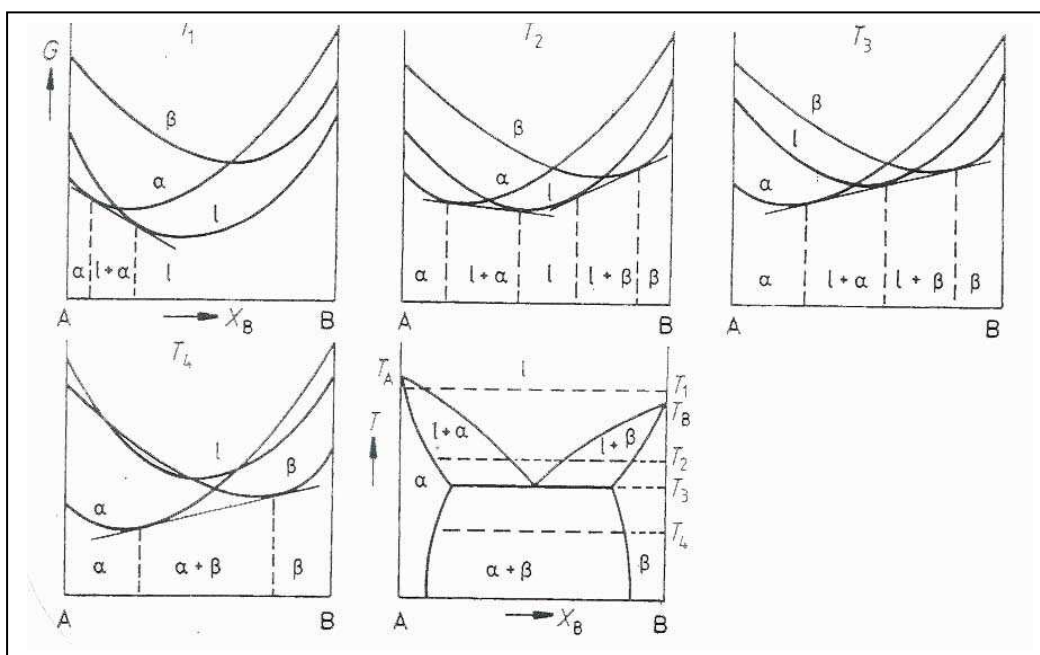 T₁
G
β
α
l
α l + α l
A X_B B
T₂
β
α
l
α l + α l l + β β
A B
T₃
β
l
α
α l + α l + β β
A B
T₄
l
β
α
α α + β β
A B
T_A
l
T₁
T_B
T
l + α
l + β
T₂
α
T₃
T₄
α + β
β
A X_B B